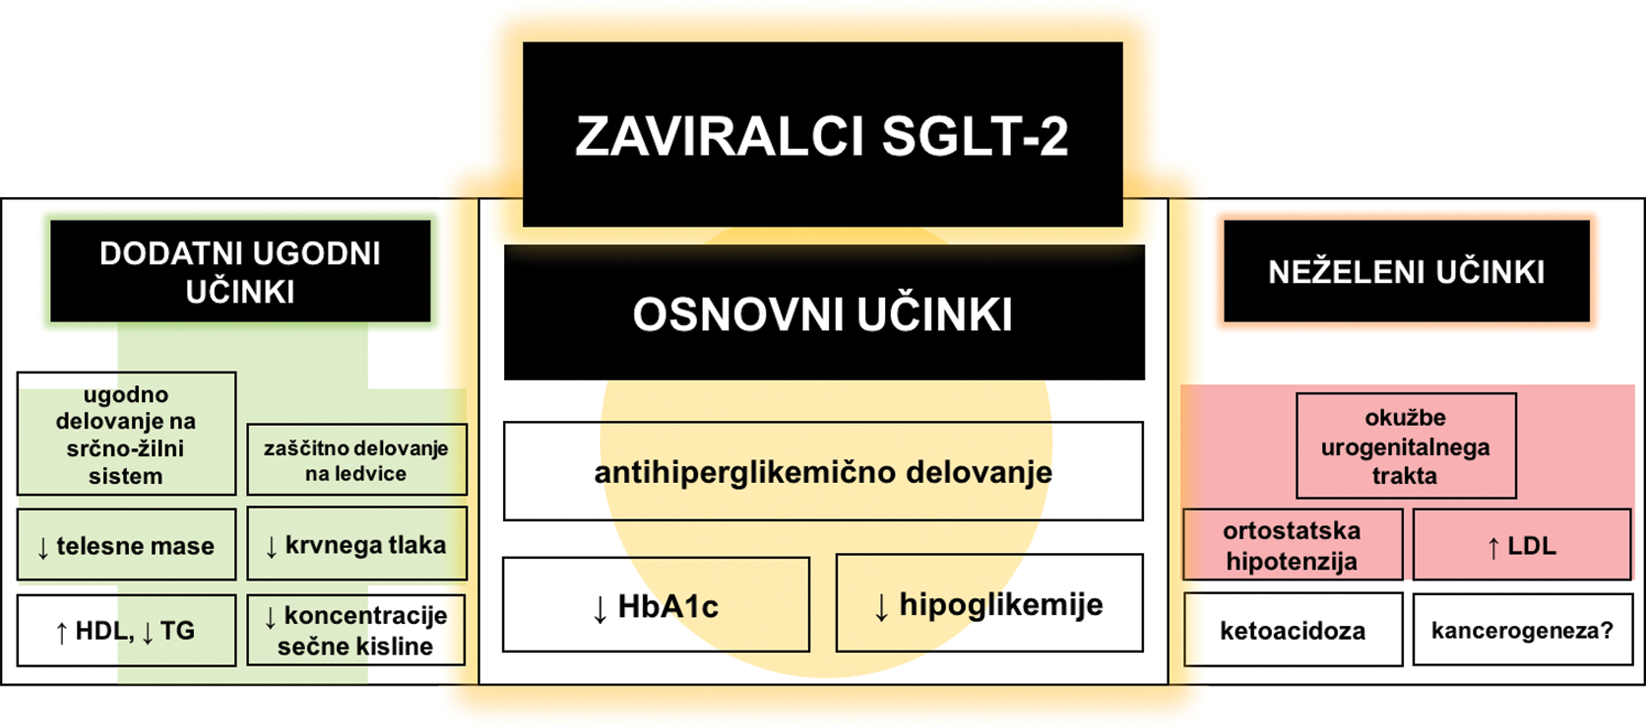 ZAVIRALCI SGLT-2
DODATNI UGODNI
UČINKI
ugodno
delovanje na
srčno-žilni
sistem
zaščitno delovanje
na ledvice
↓ telesne mase
↓ krvnega tlaka
↑ HDL, ↓ TG
↓ koncentracije
sečne kisline
OSNOVNI UČINKI
antihiperglikemično delovanje
↓ HbA1c
↓ hipoglikemije
NEŽELENI UČINKI
okužbe
urogenitalnega
trakta
ortostatska
hipotenzija
↑ LDL
ketoacidoza
kancerogeneza?